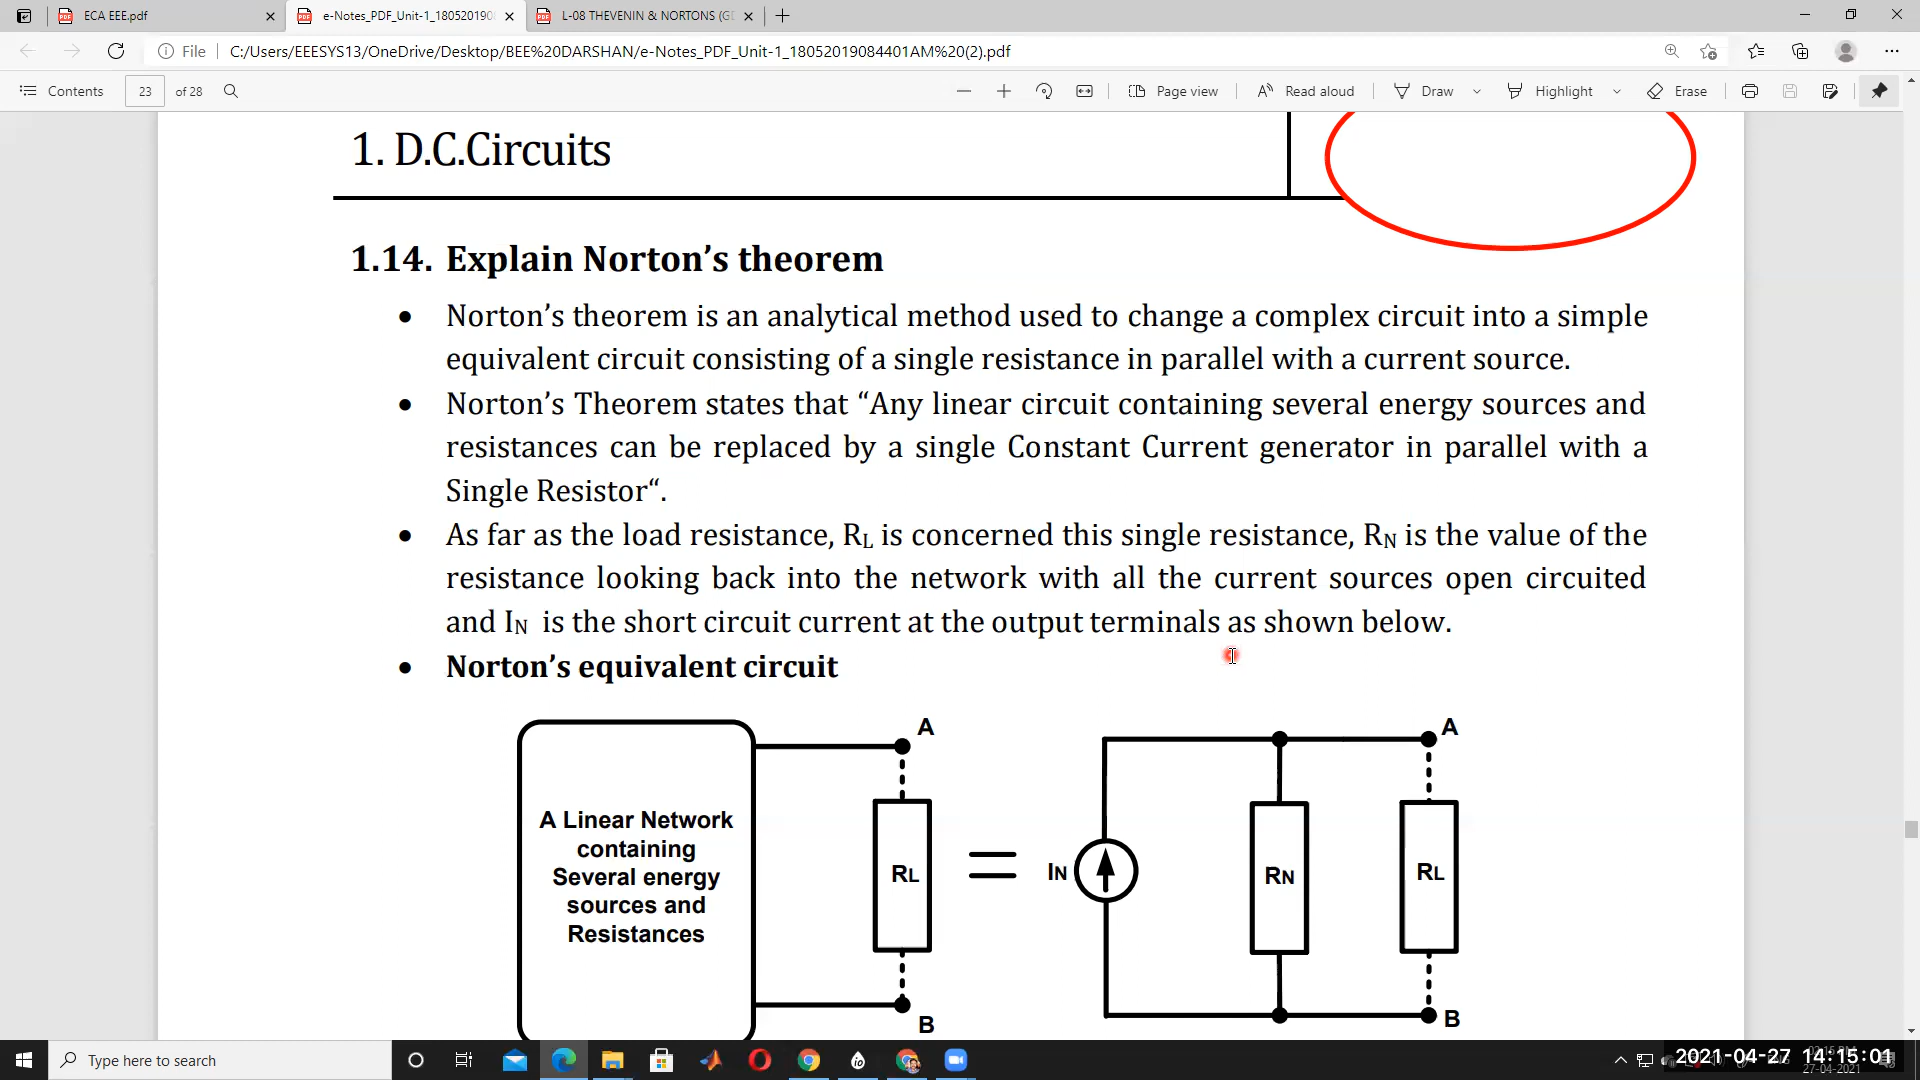 ECA EEE.pdf
e-Notes_PDF_Unit-1_1805201908
L-08 THEVENIN & NORTONS (GD
File
C:/Users/EEESYS13/OneDrive/Desktop/BEE%20DARSHAN/e-Notes_PDF_Unit-1_18052019084401AM%20(2).pdf
Contents
23
of 28
Page view
Read aloud
Draw
Highlight
Erase
1. D.C.Circuits
1.14. Explain Norton’s theorem
• Norton’s theorem is an analytical method used to change a complex circuit into a simple
equivalent circuit consisting of a single resistance in parallel with a current source.
• Norton’s Theorem states that “Any linear circuit containing several energy sources and
resistances can be replaced by a single Constant Current generator in parallel with a
Single Resistor“.
• As far as the load resistance, RL is concerned this single resistance, RN is the value of the
resistance looking back into the network with all the current sources open circuited
and IN is the short circuit current at the output terminals as shown below.
• Norton’s equivalent circuit
A
A
A Linear Network
containing
Several energy
sources and
Resistances
RL
IN
RN
RL
B
B
Type here to search
2021-04-27 14:15:01
27-04-2021